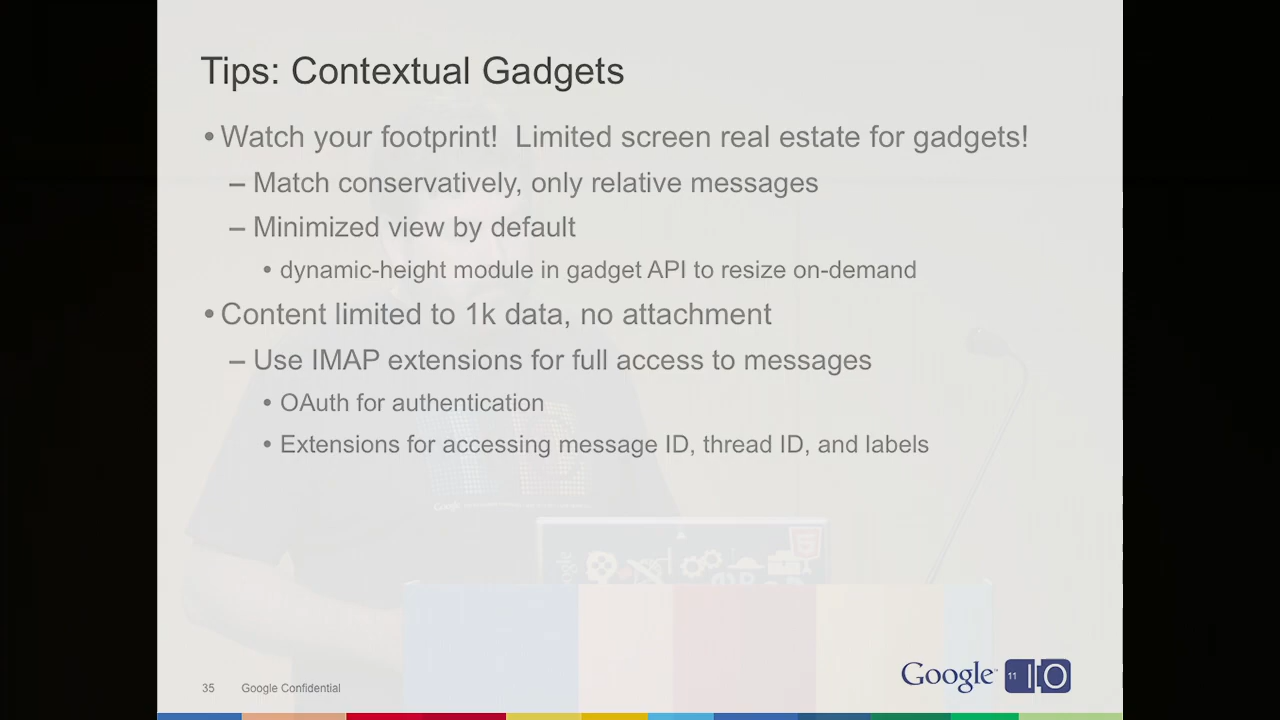 Tips: Contextual Gadgets
• Watch your footprint!  Limited screen real estate for gadgets!
– Match conservatively, only relative messages
– Minimized view by default
• dynamic-height module in gadget API to resize on-demand
• Content limited to 1k data, no attachment
– Use IMAP extensions for full access to messages
• OAuth for authentication
• Extensions for accessing message ID, thread ID, and labels
Google
35 Google Confidential
Google™ 11 IO